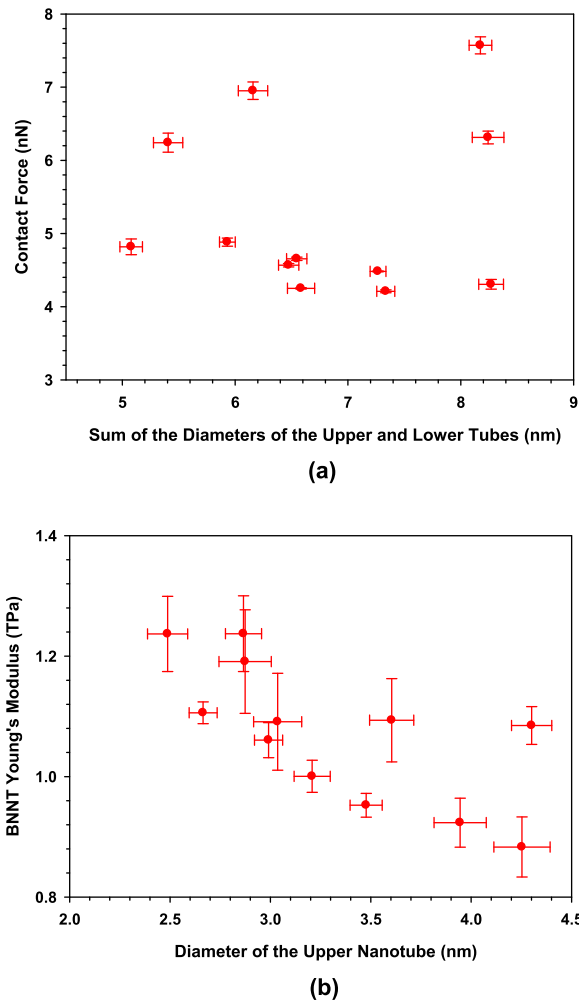 8
7
6
5
4
3
Contact Force (nN)
5 6 7 8 9
Sum of the Diameters of the Upper and Lower Tubes (nm)
(a)
1.4
1.2
1.0
0.8
BNNT Young's Modulus (TPa)
2.0 2.5 3.0 3.5 4.0 4.5
Diameter of the Upper Nanotube (nm)
(b)